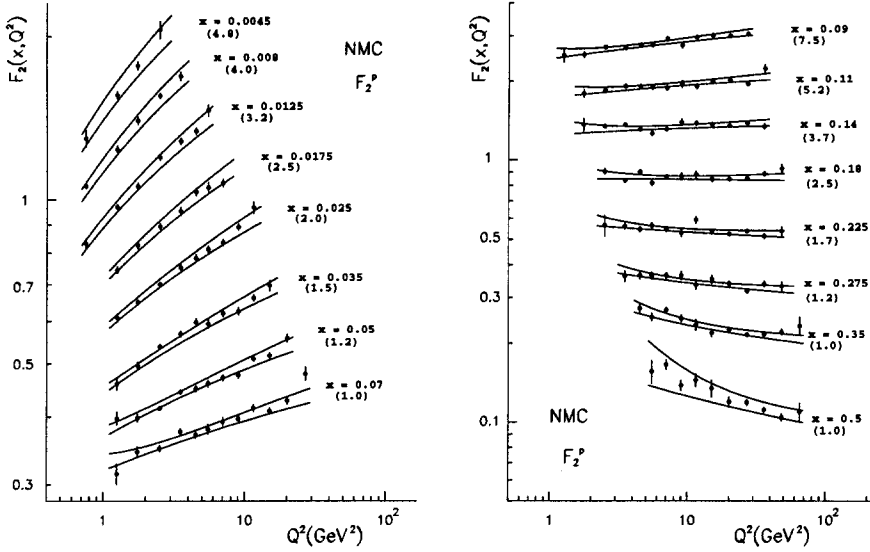 F₂(x,Q²)
2
1
0.7
0.5
0.3
x = 0.0045
(4.8)
x = 0.008
(4.0)
x = 0.0125
(3.2)
x = 0.0175
(2.5)
x = 0.025
(2.0)
x = 0.035
(1.5)
x = 0.05
(1.2)
x = 0.07
(1.0)
NMC
F₂ᵖ
1
10
10²
Q²(GeV²)
F₂(x,Q²)
1
0.5
0.3
0.1
x = 0.09
(7.5)
x = 0.11
(5.2)
x = 0.14
(3.7)
x = 0.18
(2.5)
x = 0.225
(1.7)
x = 0.275
(1.2)
x = 0.35
(1.0)
x = 0.5
(1.0)
NMC
F₂ᵖ
1
10
10²
Q²(GeV²)